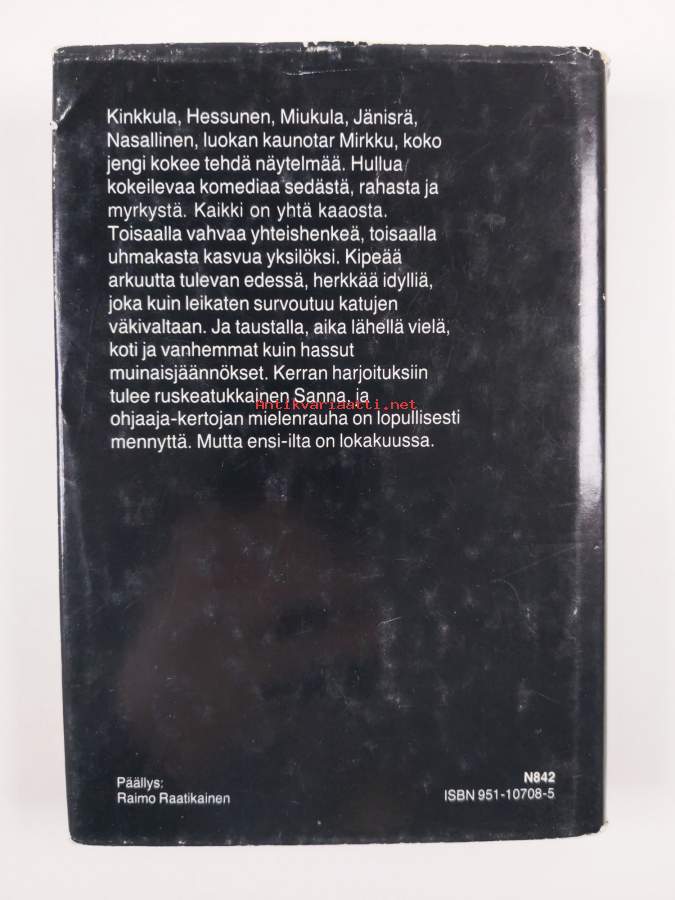 Kinkkula, Hessunen, Miukula, Jänisrä,
Nasallinen, luokan kaunotar Mirkku, koko
jengi kokee tehdä näytelmää. Hullua
kokeilevaa komediaa sedästä, rahasta ja
myrkystä. Kaikki on yhtä kaaosta.
Toisaalla vahvaa yhteishenkeä, toisaalla
uhmakasta kasvua yksilöksi. Kipeää
arkuutta tulevan edessä, herkkää idylliä,
joka kuin leikaten survoutuu katujen
väkivaltaan. Ja taustalla, aika lähellä vielä,
koti ja vanhemmat kuin hassut
muinaisjäännökset. Kerran harjoituksiin
tulee ruskeatukkainen Sanna, ja
Antikvariaatti.net
ohjaaja-kertojan mielenrauha on lopullisesti
mennyttä. Mutta ensi-ilta on lokakuussa.
Päällys:
Raimo Raatikainen
N842
ISBN 951-10708-5